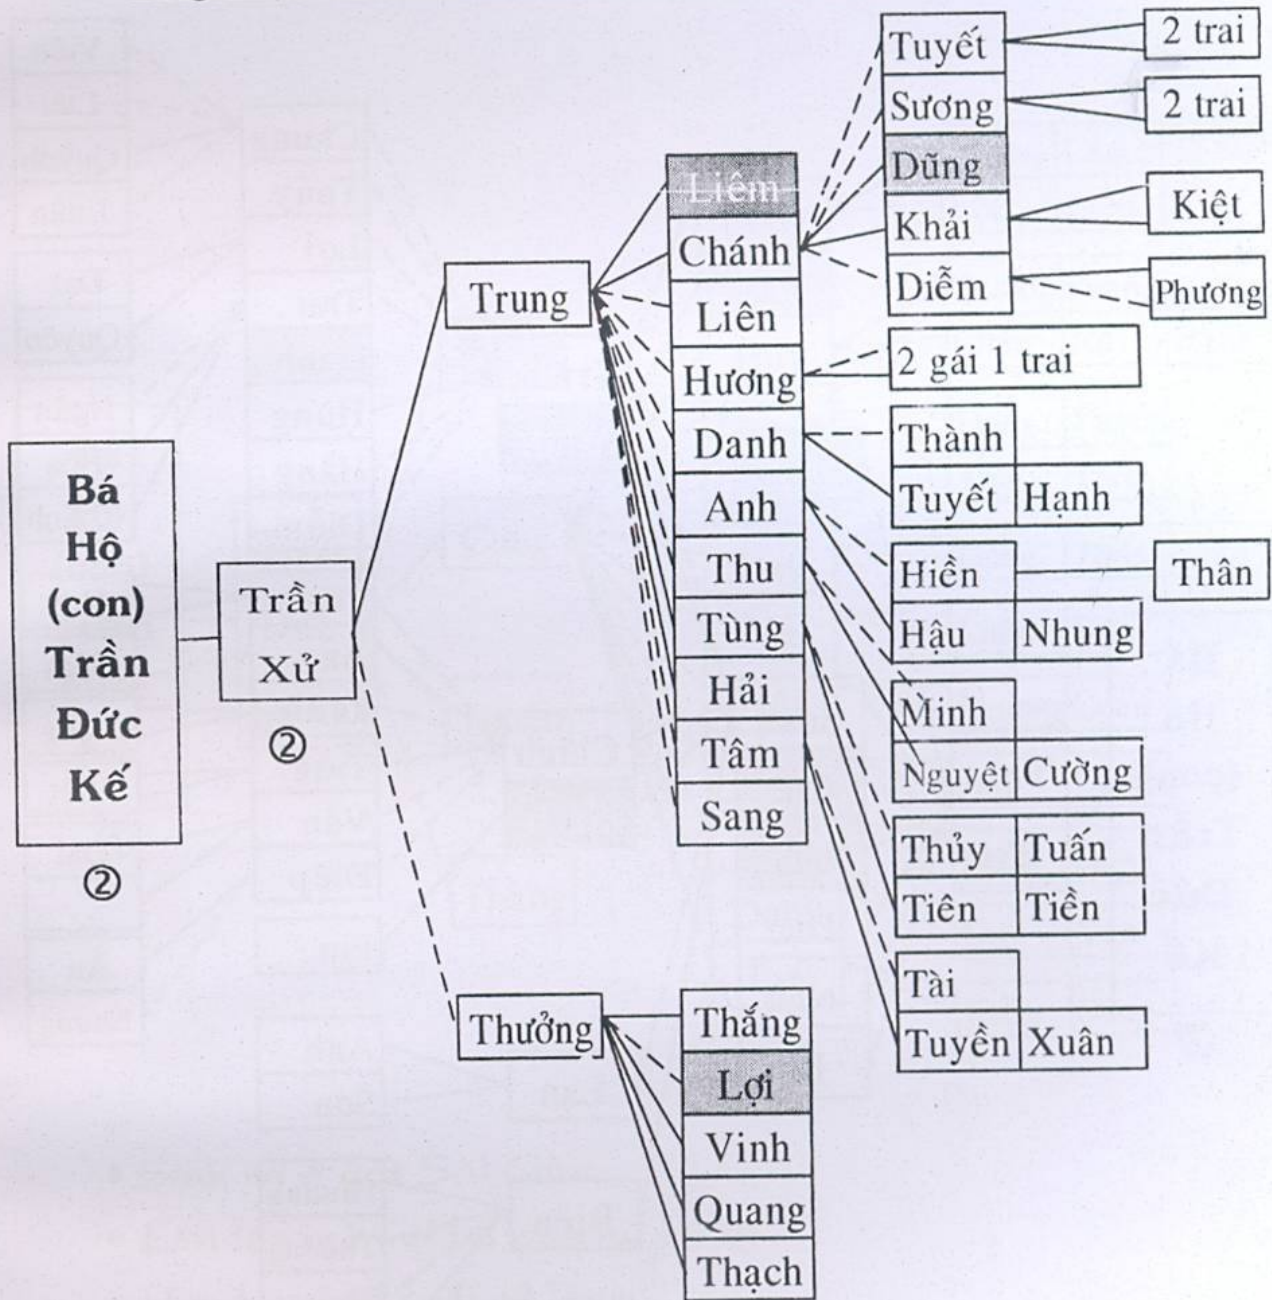 Bá
Hộ
(con)
Trần
Đức
Kế
②
Trần
Xử
②
Trung
Thưởng
Liêm
Chánh
Liên
Hương
Danh
Anh
Thu
Tùng
Hải
Tâm
Sang
Thắng
Lợi
Vinh
Quang
Thạch
Tuyết
Sương
Dũng
Khải
Diễm
2 gái 1 trai
Thành
Tuyết Hạnh
Hiền
Hậu Nhung
Minh
Nguyệt Cường
Thủy Tuấn
Tiên Tiền
Tài
Tuyền Xuân
2 trai
2 trai
Kiệt
Phương
Thân